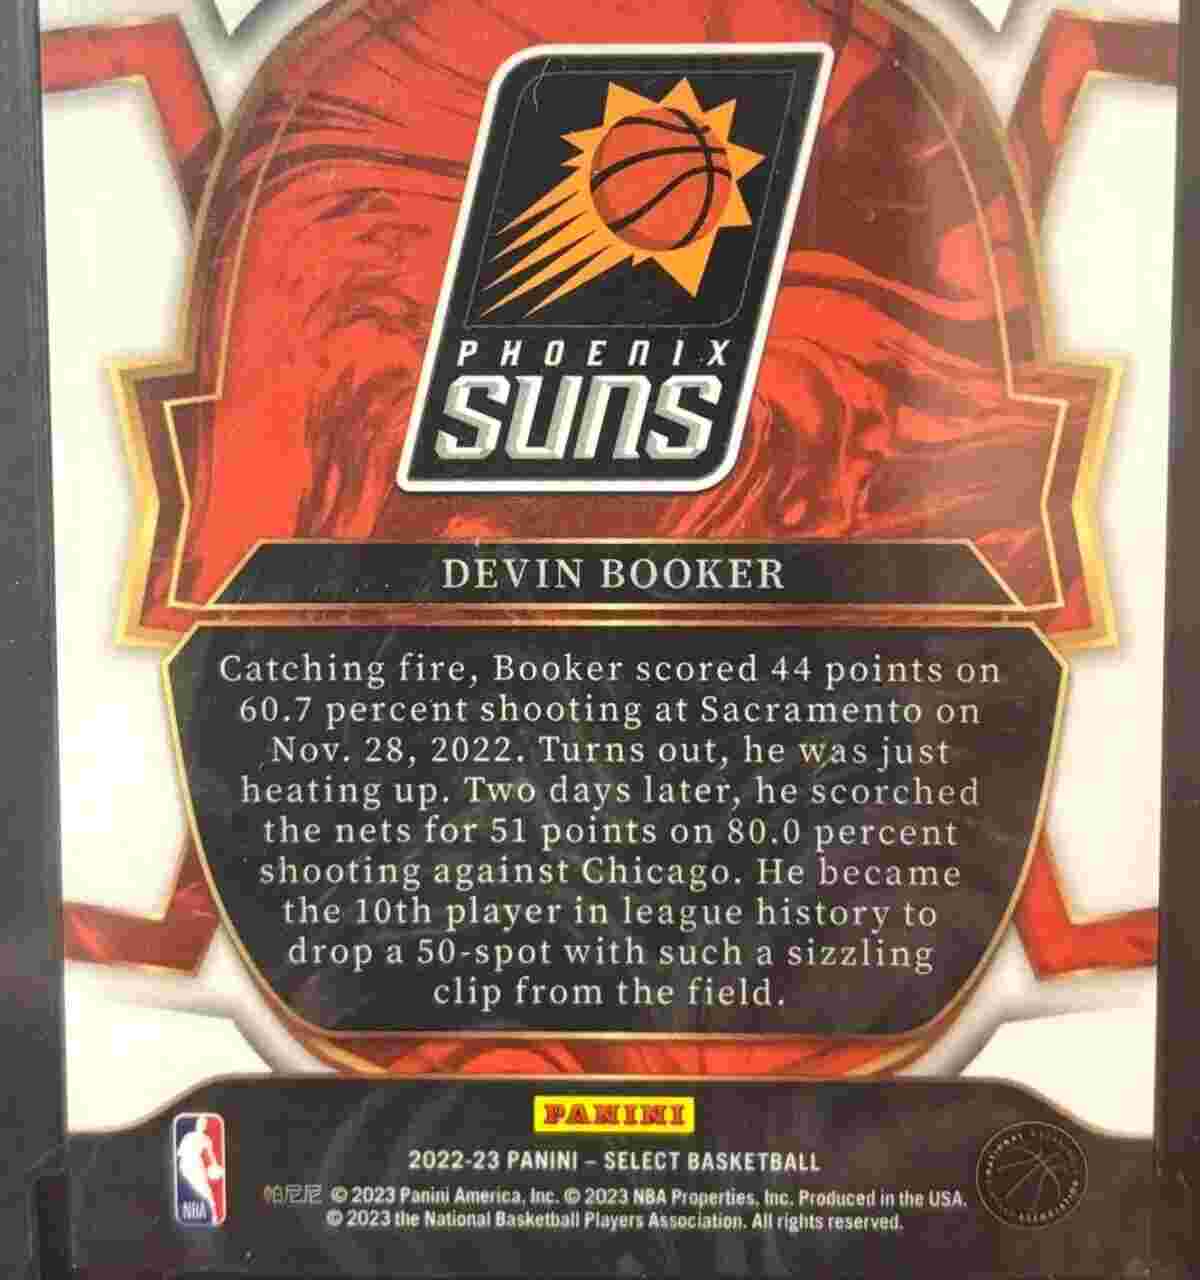 PHOENIX
SUNS
DEVIN BOOKER
Catching fire, Booker scored 44 points on
60.7 percent shooting at Sacramento on
Nov. 28, 2022. Turns out, he was just
heating up. Two days later, he scorched
the nets for 51 points on 80.0 percent
shooting against Chicago. He became
the 10th player in league history to
drop a 50-spot with such a sizzling
clip from the field.
PANINI
2022-23 PANINI – SELECT BASKETBALL
帕尼尼 © 2023 Panini America, Inc. © 2023 NBA Properties, Inc. Produced in the USA.
© 2023 the National Basketball Players Association. All rights reserved.
NBA
NATIONAL BASKETBALL
ASSOCIATION